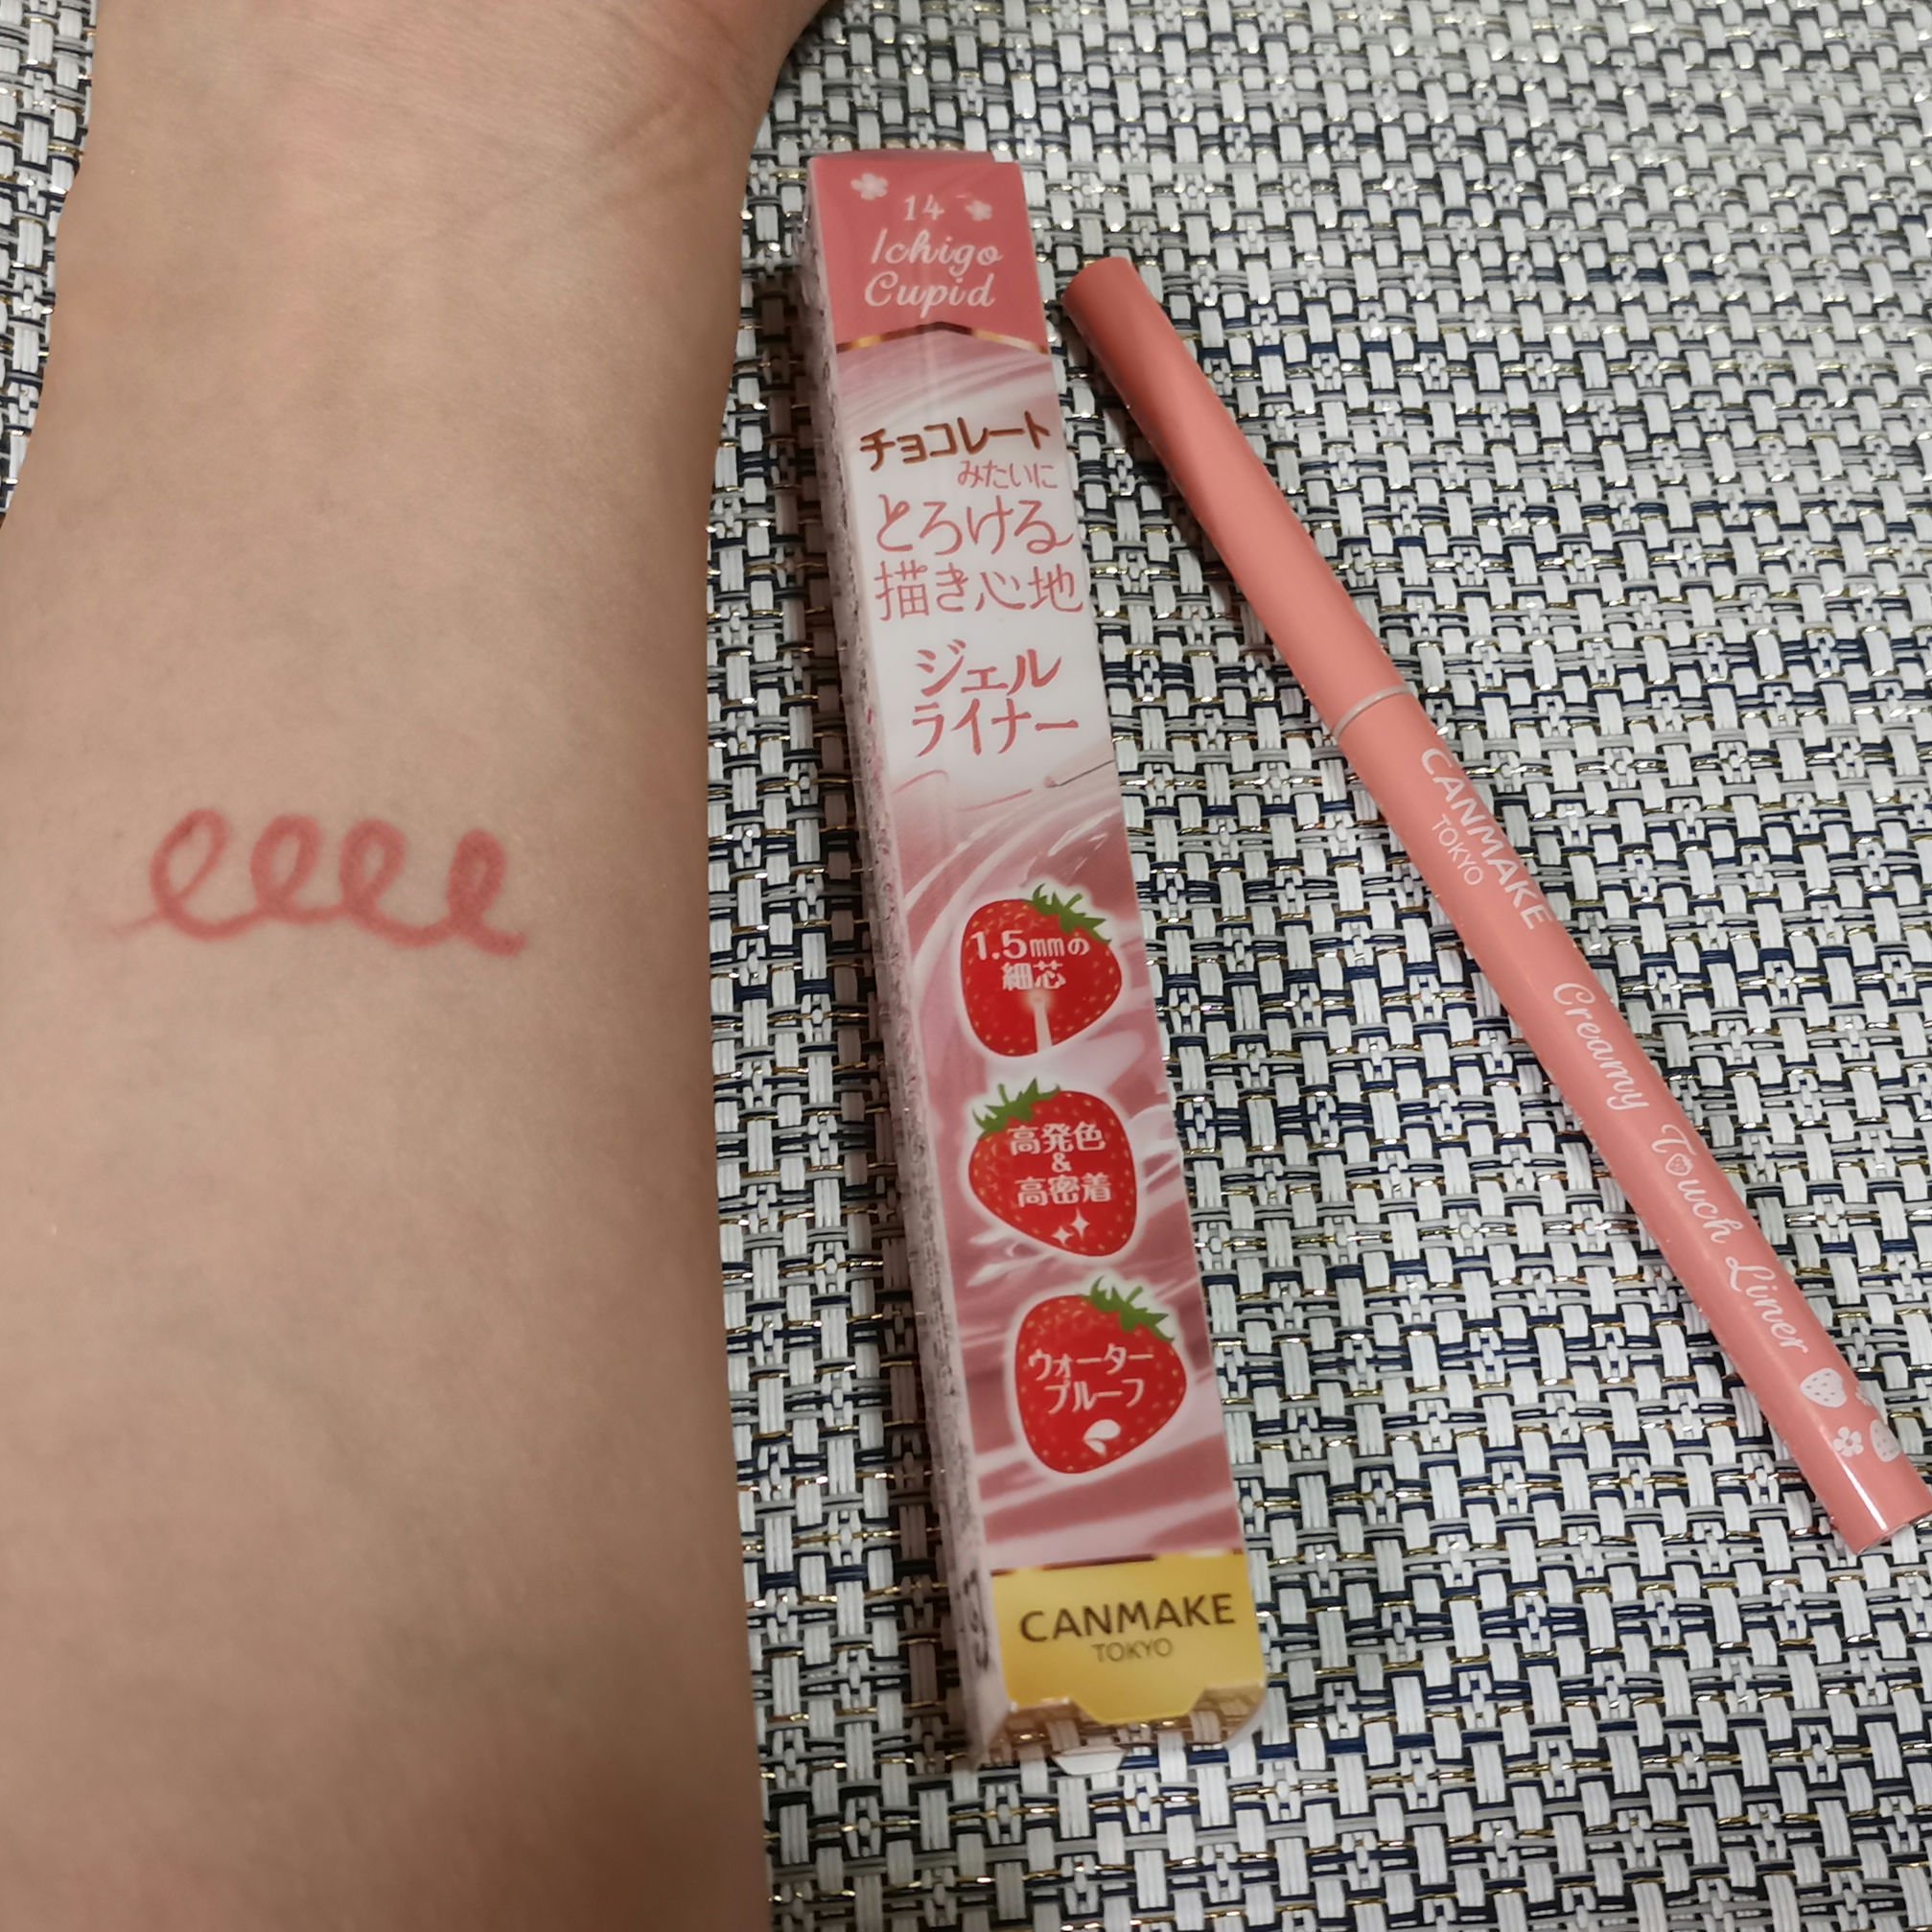 14
Ichigo
Cupid
チョコレート
みたいに
とろける
描き心地
ジェル
ライナー
1.5mmの
細芯
高発色
&
高密着
ウォーター
プルーフ
CANMAKE
TOKYO
CANMAKE
TOKYO
Creamy Touch Liner